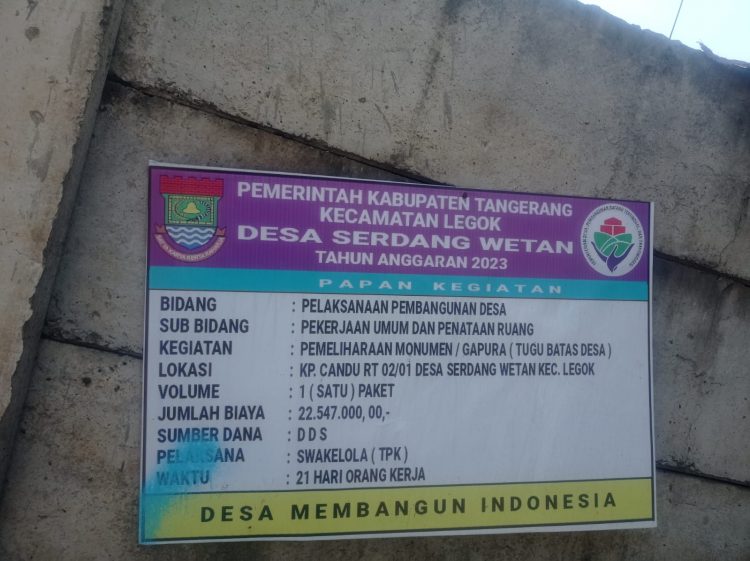 PEMERINTAH KABUPATEN TANGERANG
KECAMATAN LEGOK
DESA SERDANG WETAN
TAHUN ANGGARAN 2023
PAPAN KEGIATAN
BIDANG : PELAKSANAAN PEMBANGUNAN DESA
SUB BIDANG : PEKERJAAN UMUM DAN PENATAAN RUANG
KEGIATAN : PEMELIHARAAN MONUMEN / GAPURA ( TUGU BATAS DESA )
LOKASI : KP. CANDU RT 02/01 DESA SERDANG WETAN KEC. LEGOK
VOLUME : 1 ( SATU ) PAKET
JUMLAH BIAYA : 22.547.000, 00,-
SUMBER DANA : D D S
PELAKSANA : SWAKELOLA ( TPK )
WAKTU : 21 HARI ORANG KERJA
DESA MEMBANGUN INDONESIA